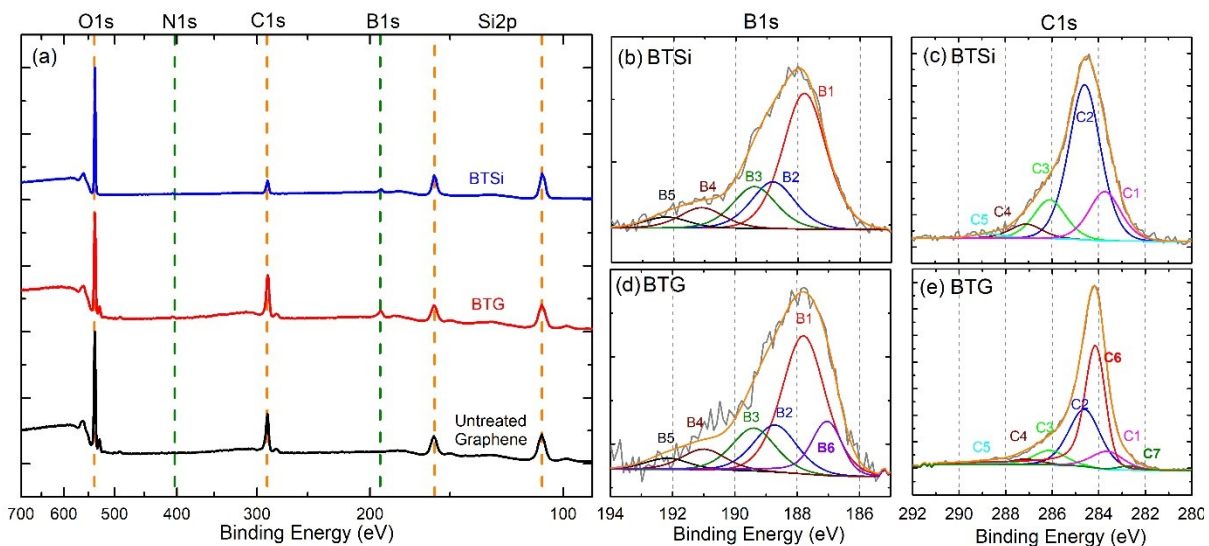 O1s N1s C1s B1s Si2p
(a)
BTSi
BTG
Untreated
Graphene
700 600 500 400 300 200 100
Binding Energy (eV)
B1s
(b) BTSi
B1
B2
B3
B4
B5
(d) BTG
B1
B2
B3
B4
B5
B6
194 192 190 188 186
Binding Energy (eV)
C1s
(c) BTSi
C2
C3
C1
C4
C5
(e) BTG
C6
C2
C3
C1
C4
C5
C7
292 290 288 286 284 282 280
Binding Energy (eV)